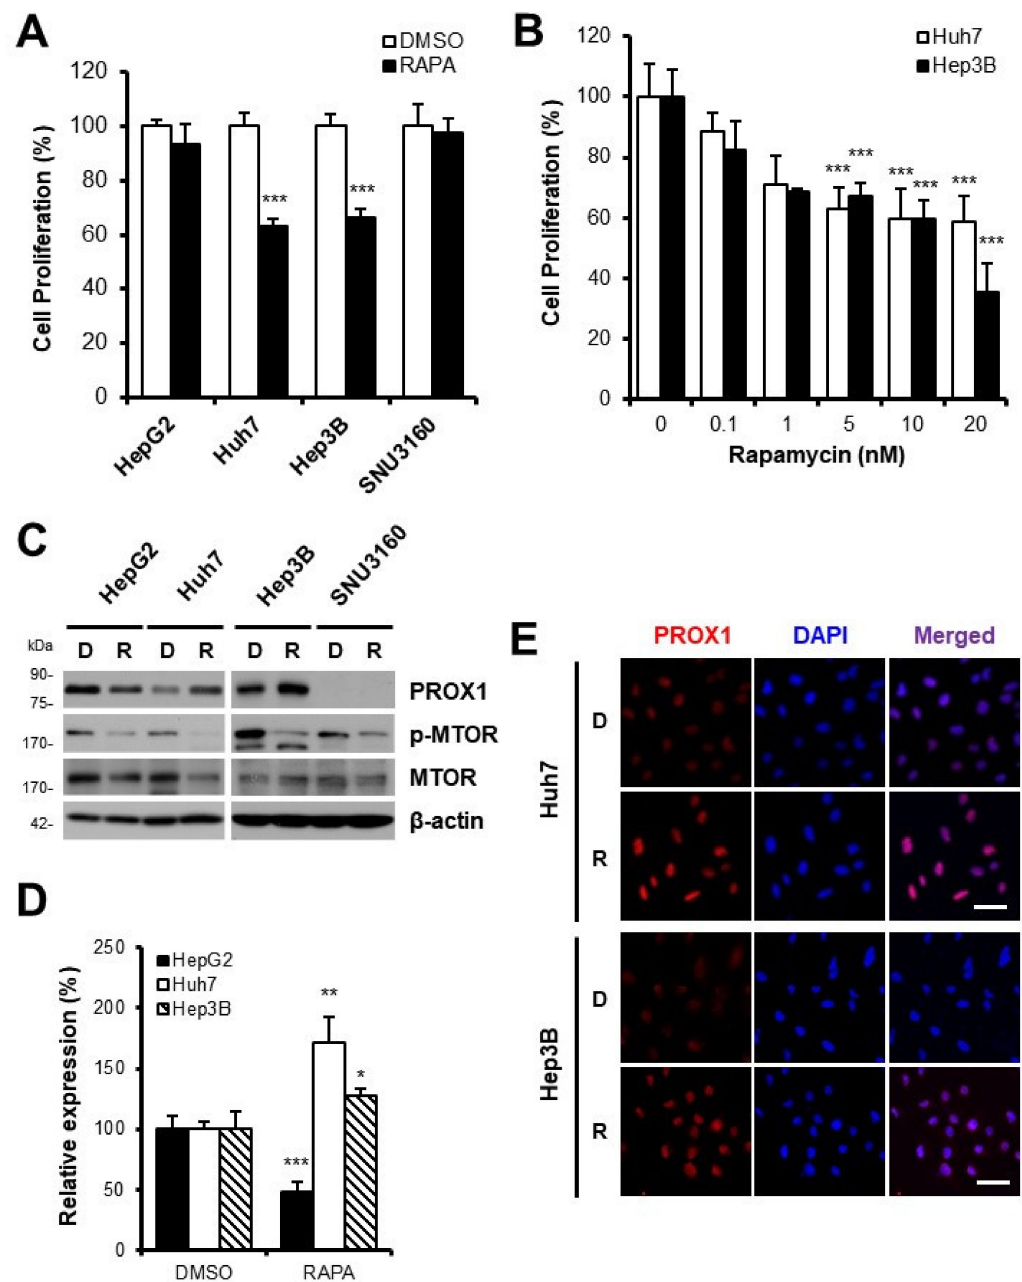 A
DMSO
RAPA
Cell Proliferation (%)
120
100
80
60
40
20
0
***
***
HepG2
Huh7
Hep3B
SNU3160
B
Huh7
Hep3B
Cell Proliferation (%)
120
100
80
60
40
20
0
***
***
***
***
***
***
0 0.1 1 5 10 20
Rapamycin (nM)
C
HepG2
Huh7
Hep3B
SNU3160
kDa
D R D R D R D R
90-
75-
PROX1
170-
p-MTOR
170-
MTOR
42-
β-actin
D
Relative expression (%)
250
200
150
100
50
0
HepG2
Huh7
Hep3B
***
**
*
DMSO RAPA
E
PROX1 DAPI Merged
Huh7
D
R
Hep3B
D
R